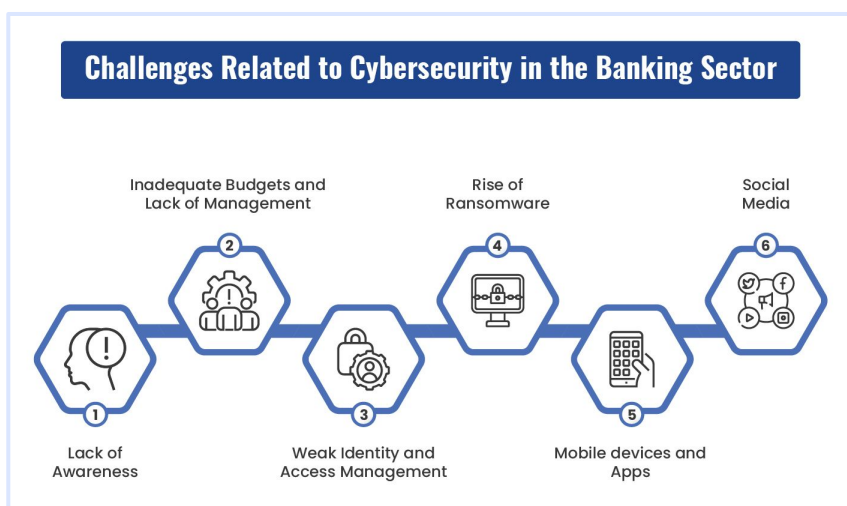 Challenges Related to Cybersecurity in the Banking Sector
1
Lack of
Awareness
Inadequate Budgets and
Lack of Management
2
3
Weak Identity and
Access Management
Rise of
Ransomware
4
5
Mobile devices and
Apps
Social
Media
6